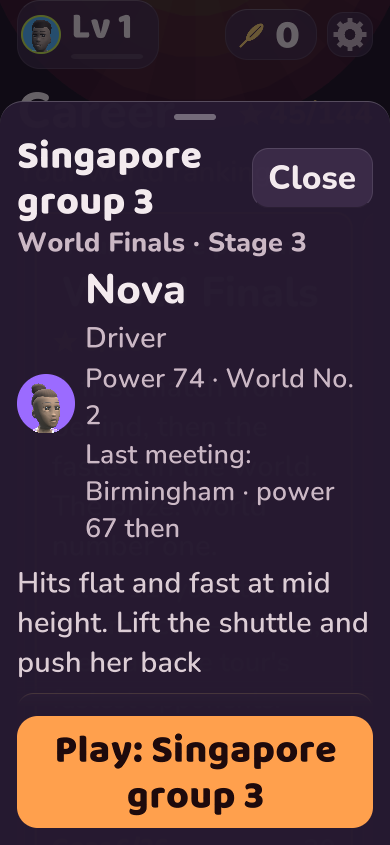 Lv 1
0
Career
Singapore
group 3
Close
World Finals · Stage 3
Nova
Driver
Power 74 · World No.
2
Last meeting:
Birmingham · power
67 then
Hits flat and fast at mid
height. Lift the shuttle and
push her back
Play: Singapore
group 3